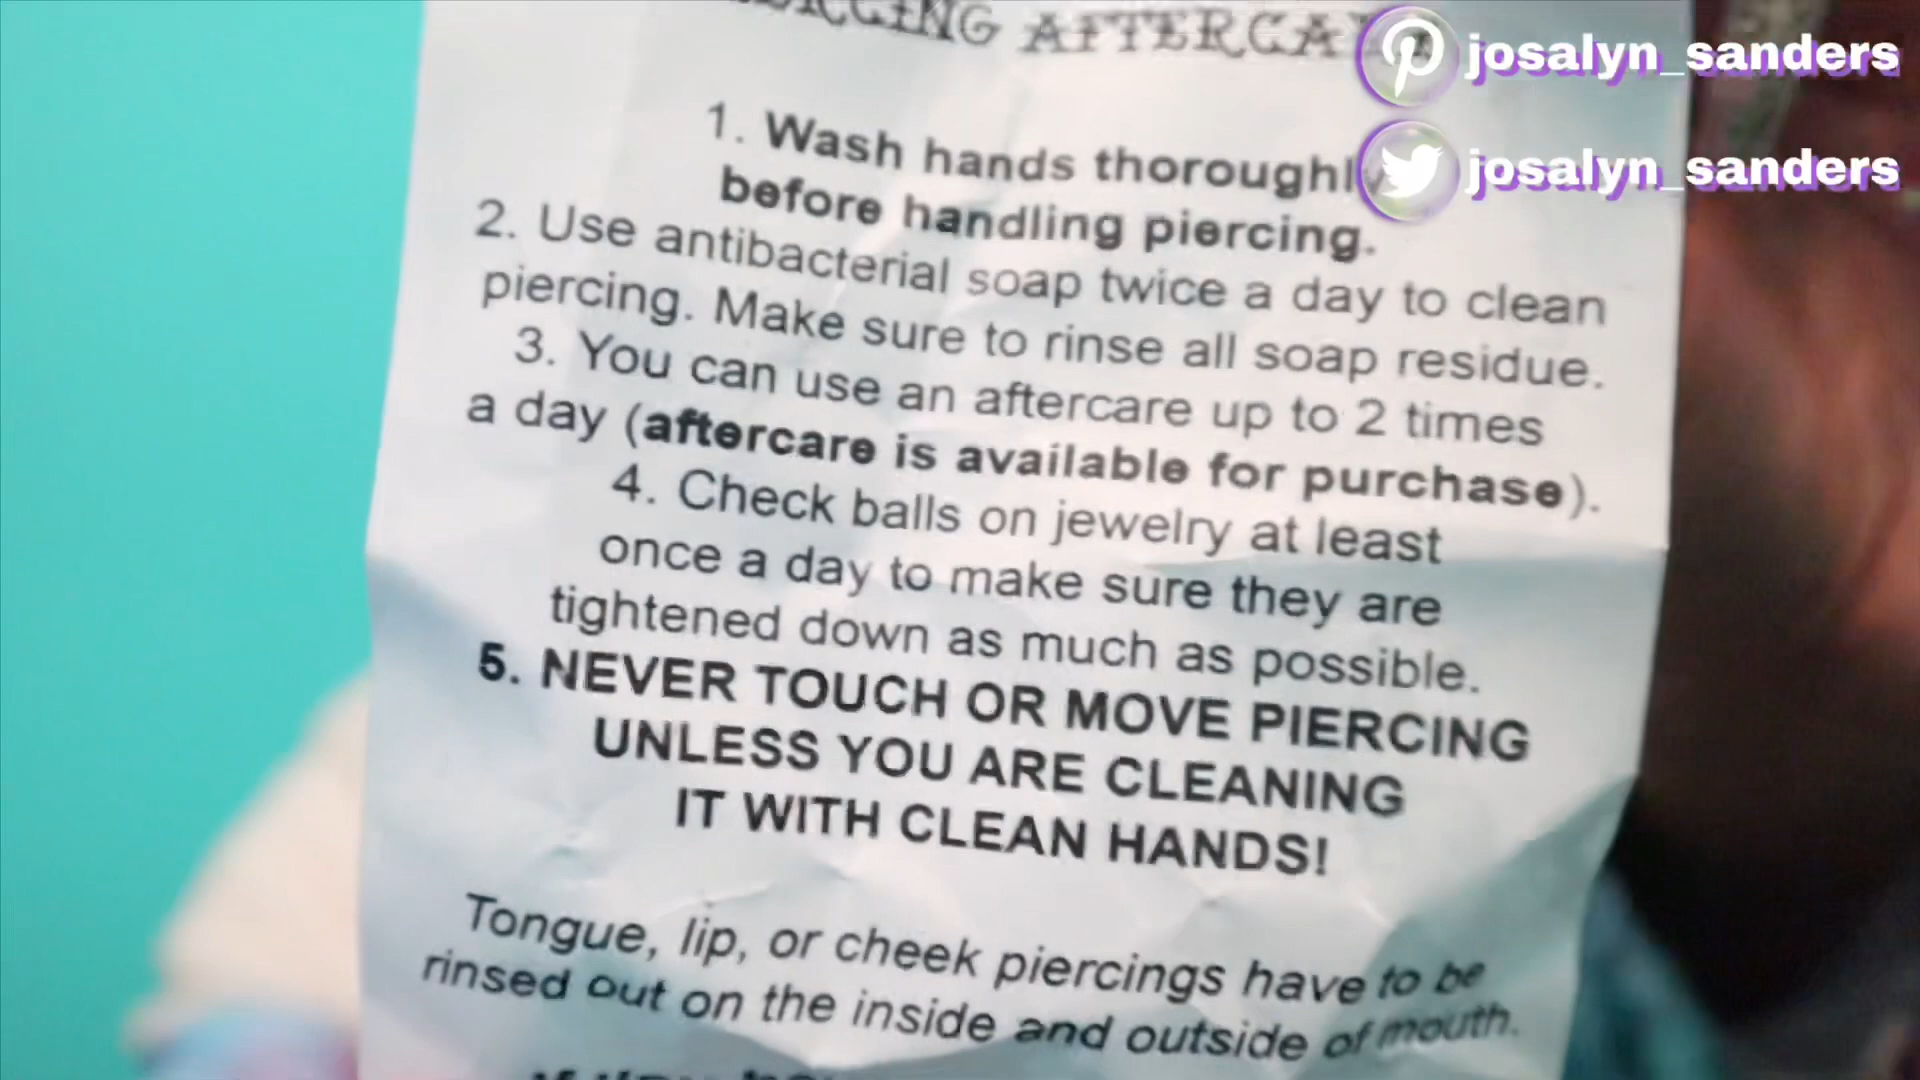 AFTERCA
josalyn_sanders
1. Wash hands thoroughly
josalyn_sanders
before handling piercing.
2. Use antibacterial soap twice a day to clean
piercing. Make sure to rinse all soap residue.
3. You can use an aftercare up to 2 times
a day (aftercare is available for purchase).
4. Check balls on jewelry at least
once a day to make sure they are
tightened down as much as possible.
5. NEVER TOUCH OR MOVE PIERCING
UNLESS YOU ARE CLEANING
IT WITH CLEAN HANDS!
Tongue, lip, or cheek piercings have to be
rinsed out on the inside and outside of mouth.